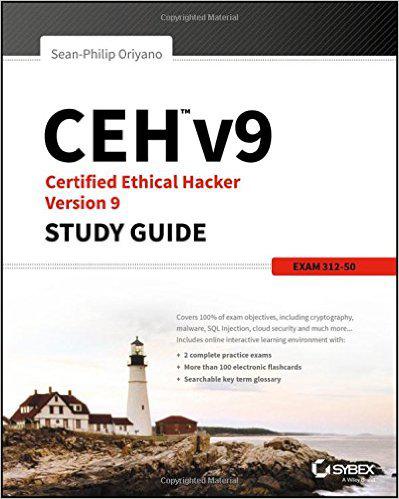 Copyrighted Material
Sean-Philip Oriyano
CEH™v9
Certified Ethical Hacker
Version 9
STUDY GUIDE
EXAM 312-50
Covers 100% of exam objectives, including cryptography,
malware, SQL Injection, cloud security and much more...
Includes online interactive learning environment with:
+ 2 complete practice exams
+ More than 100 electronic flashcards
+ Searchable key term glossary
SYBEX
A Wiley Brand
Copyrighted Material